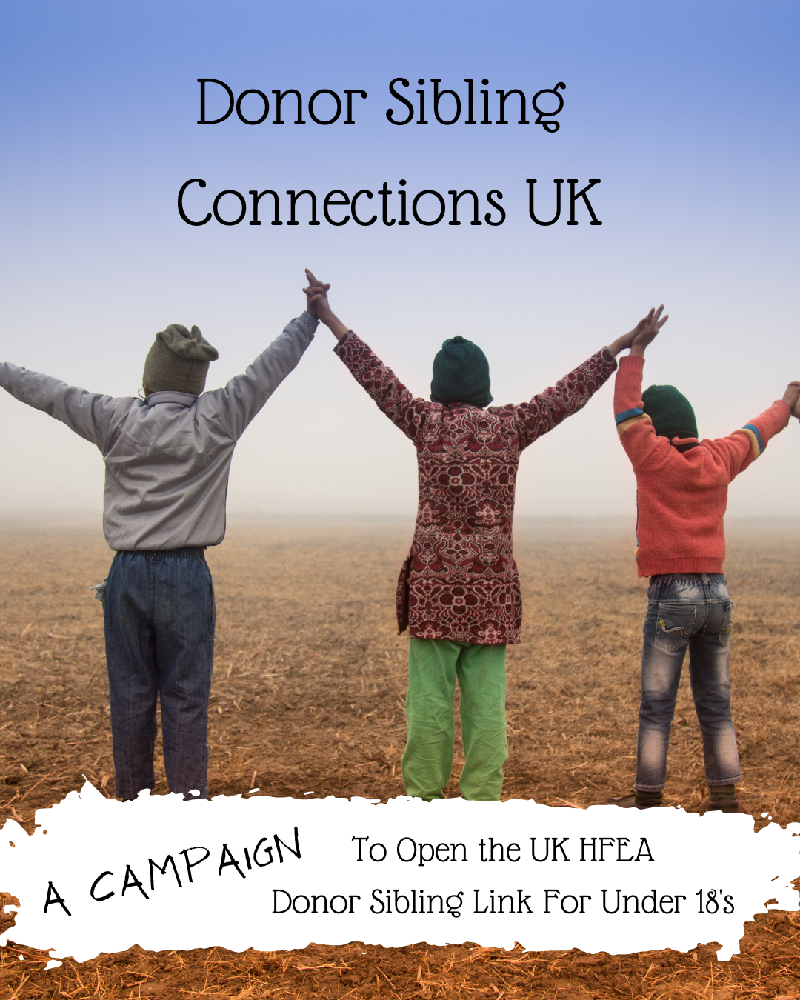 Donor Sibling
Connections UK
A CAMPAIGN
To Open the UK HFEA
Donor Sibling Link For Under 18's